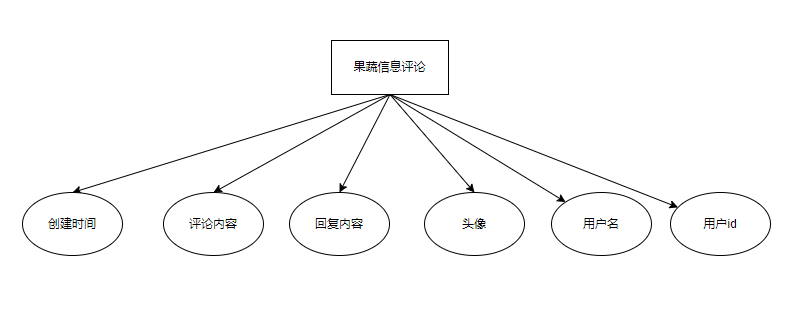 果蔬信息评论
创建时间
评论内容
回复内容
头像
用户名
用户id